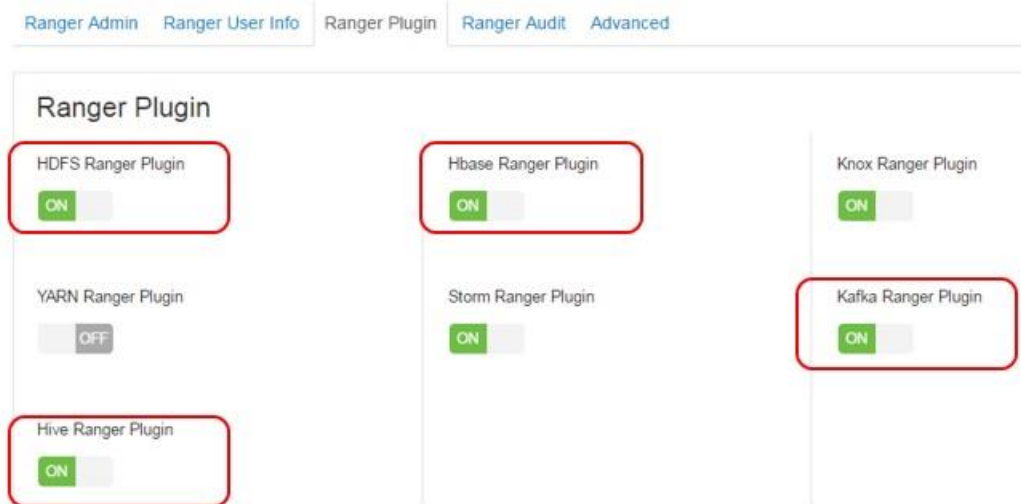 Ranger Admin Ranger User Info Ranger Plugin Ranger Audit Advanced
Ranger Plugin
HDFS Ranger Plugin Hbase Ranger Plugin Knox Ranger Plugin
ON ON ON
YARN Ranger Plugin Storm Ranger Plugin Kafka Ranger Plugin
OFF ON ON
Hive Ranger Plugin
ON